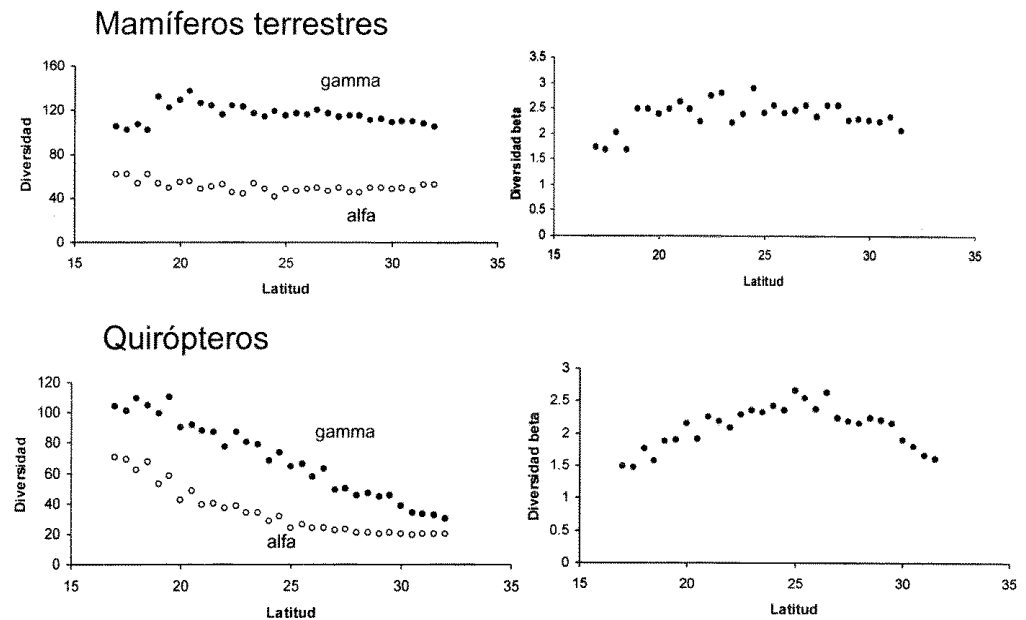 Mamíferos terrestres
160
120
80
40
0
Diversidad
gamma
alfa
15 20 25 30 35
Latitud
3.5
3
2.5
2
1.5
1
0.5
0
Diversidad beta
15 20 25 30 35
Latitud
Quirópteros
120
100
80
60
40
20
0
Diversidad
gamma
alfa
15 20 25 30 35
Latitud
3
2.5
2
1.5
1
0.5
0
Diversidad beta
15 20 25 30 35
Latitud